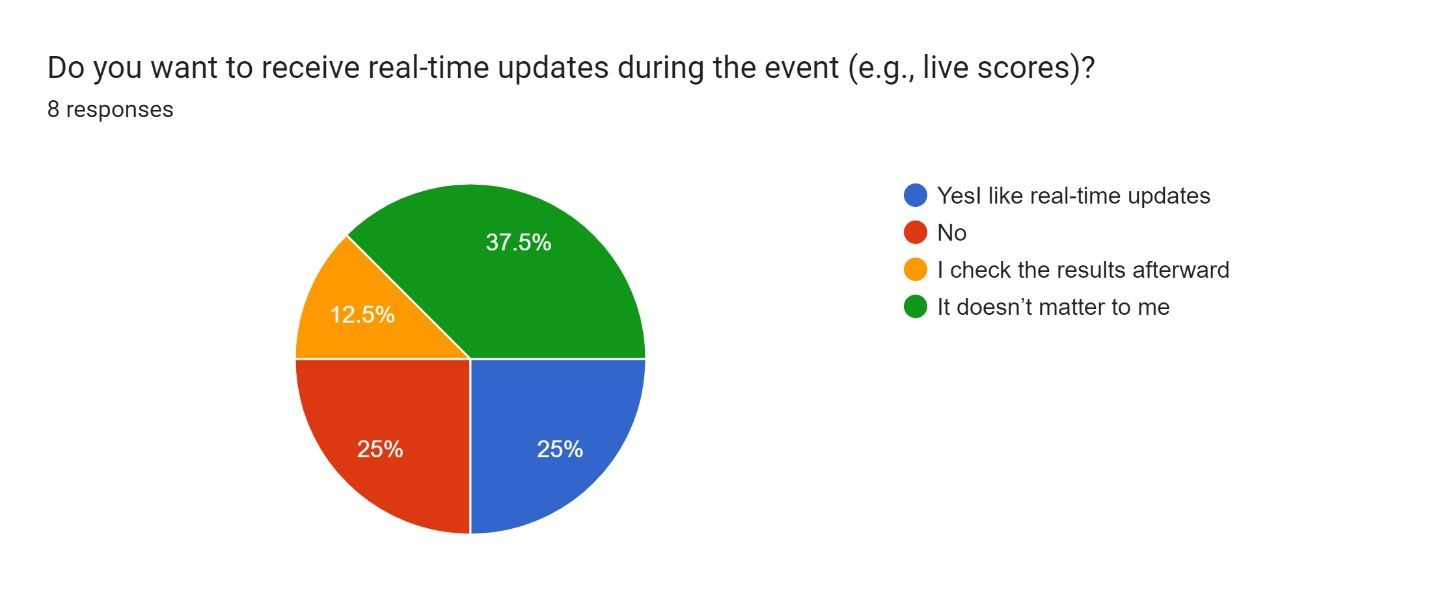 Do you want to receive real-time updates during the event (e.g., live scores)?
8 responses
37.5%
12.5%
25%
25%
YesI like real-time updates
No
I check the results afterward
It doesn’t matter to me